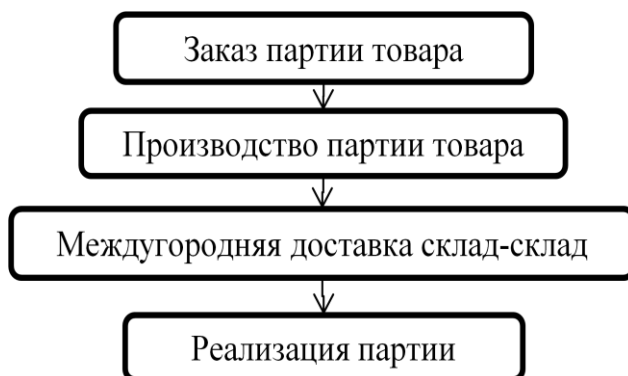 Заказ партии товара
Производство партии товара
Междугородняя доставка склад-склад
Реализация партии